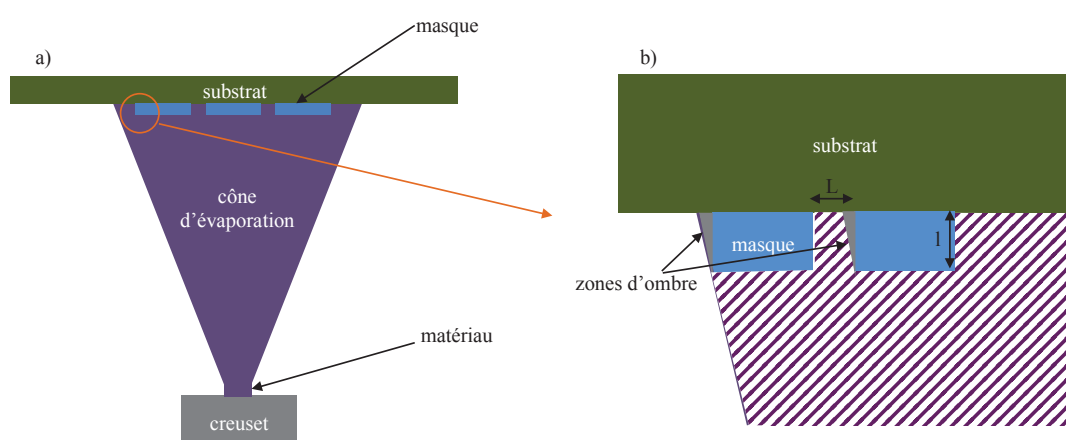 a)
masque
substrat
cône
d’évaporation
matériau
creuset
b)
substrat
L
masque
l
zones d’ombre